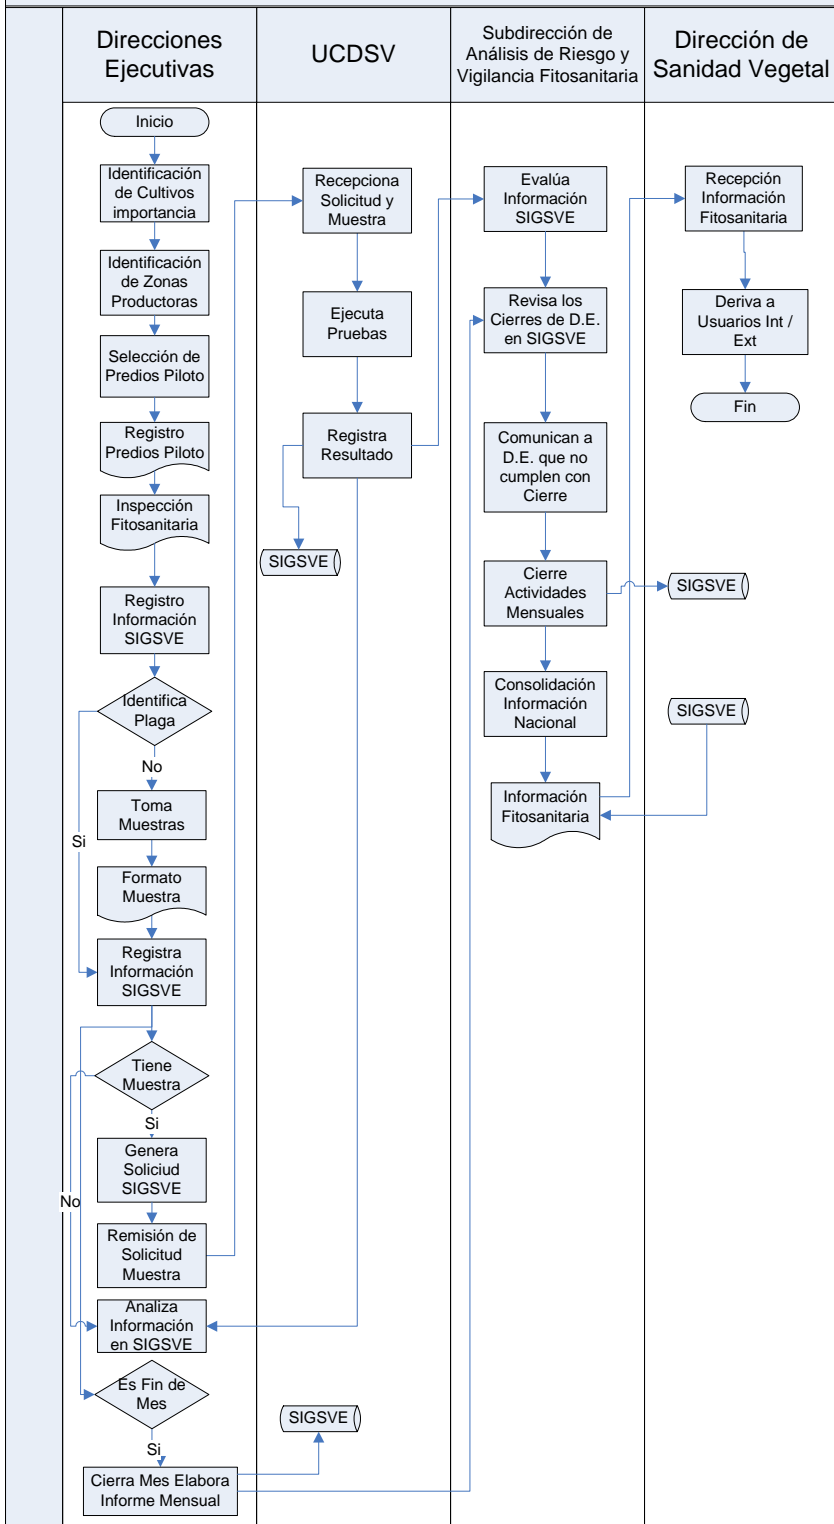 Direcciones
Ejecutivas
UCDSV
Subdirección de
Análisis de Riesgo y
Vigilancia Fitosanitaria
Dirección de
Sanidad Vegetal
Inicio
Identificación
de Cultivos
importancia
Identificación
de Zonas
Productoras
Selección de
Predios Piloto
Registro
Predios Piloto
Inspección
Fitosanitaria
Registro
Información
SIGSVE
Identifica
Plaga
No
Si
Toma
Muestras
Formato
Muestra
Registra
Información
SIGSVE
Tiene
Muestra
Si
No
Genera
Soliciud
SIGSVE
Remisión de
Solicitud
Muestra
Analiza
Información
en SIGSVE
Es Fin de
Mes
Si
Cierra Mes Elabora
Informe Mensual
Recepciona
Solicitud y
Muestra
Ejecuta
Pruebas
Registra
Resultado
SIGSVE
SIGSVE
Evalúa
Información
SIGSVE
Revisa los
Cierres de D.E.
en SIGSVE
Comunican a
D.E. que no
cumplen con
Cierre
Cierre
Actividades
Mensuales
Consolidación
Información
Nacional
Información
Fitosanitaria
Recepción
Información
Fitosanitaria
Deriva a
Usuarios Int /
Ext
Fin
SIGSVE
SIGSVE